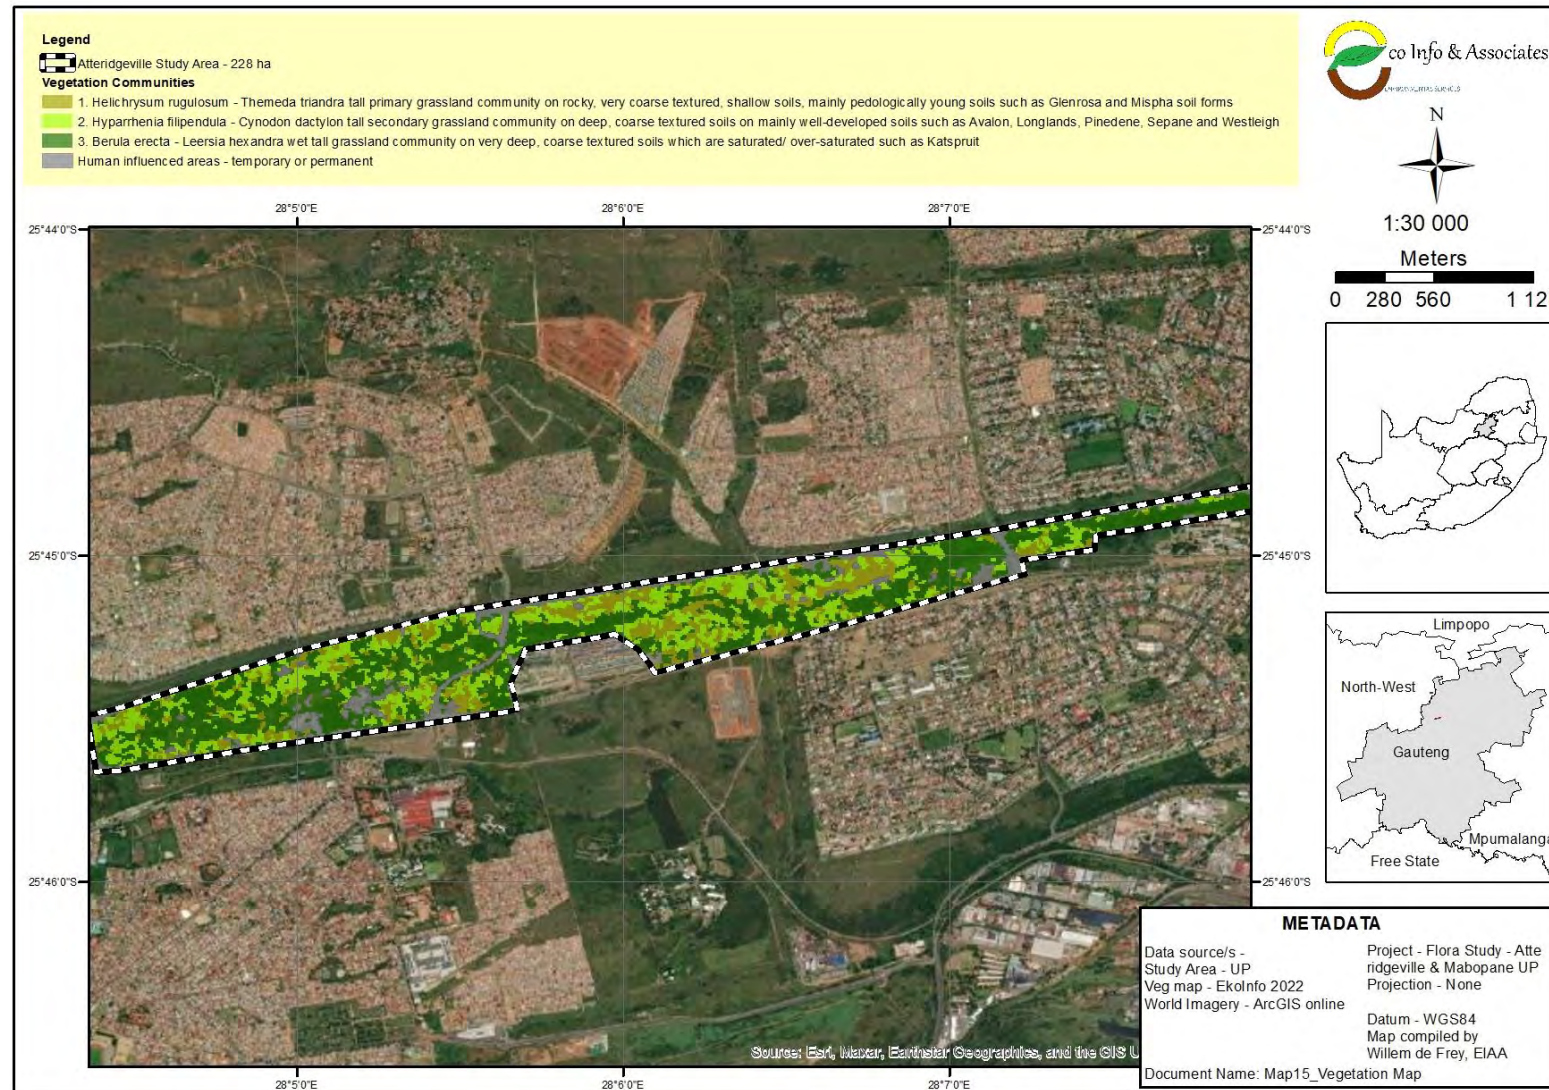 Legend
Atteridgeville Study Area - 228 ha
Vegetation Communities
1. Helichrysum rugulosum - Themeda triandra tall primary grassland community on rocky, very coarse textured, shallow soils, mainly pedologically young soils such as Glenrosa and Mispha soil forms
2. Hyparrhenia filipendula - Cynodon dactylon tall secondary grassland community on deep, coarse textured soils on mainly well-developed soils such as Avalon, Longlands, Pinedene, Sepane and Westleigh
3. Berula erecta - Leersia hexandra wet tall grassland community on very deep, coarse textured soils which are saturated/ over-saturated such as Katspruit
Human influenced areas - temporary or permanent
co Info & Associates
N
1:30 000
Meters
0 280 560 1 12
28°5'0"E 28°6'0"E 28°7'0"E
25°44'0"S 25°44'0"S
25°45'0"S 25°45'0"S
25°46'0"S 25°46'0"S
28°5'0"E 28°6'0"E 28°7'0"E
Limpopo
North-West
Gauteng
Mpumalanga
Free State
Source: Esri, Maxar, Earthstar Geographics, and the GIS U
METADATA
Data source/s -
Study Area - UP
Veg map - EkoInfo 2022
World Imagery - ArcGIS online
Project - Flora Study - Atte
ridgeville & Mabopane UP
Projection - None
Datum - WGS84
Map compiled by
Willem de Frey, EIAA
Document Name: Map15_Vegetation Map